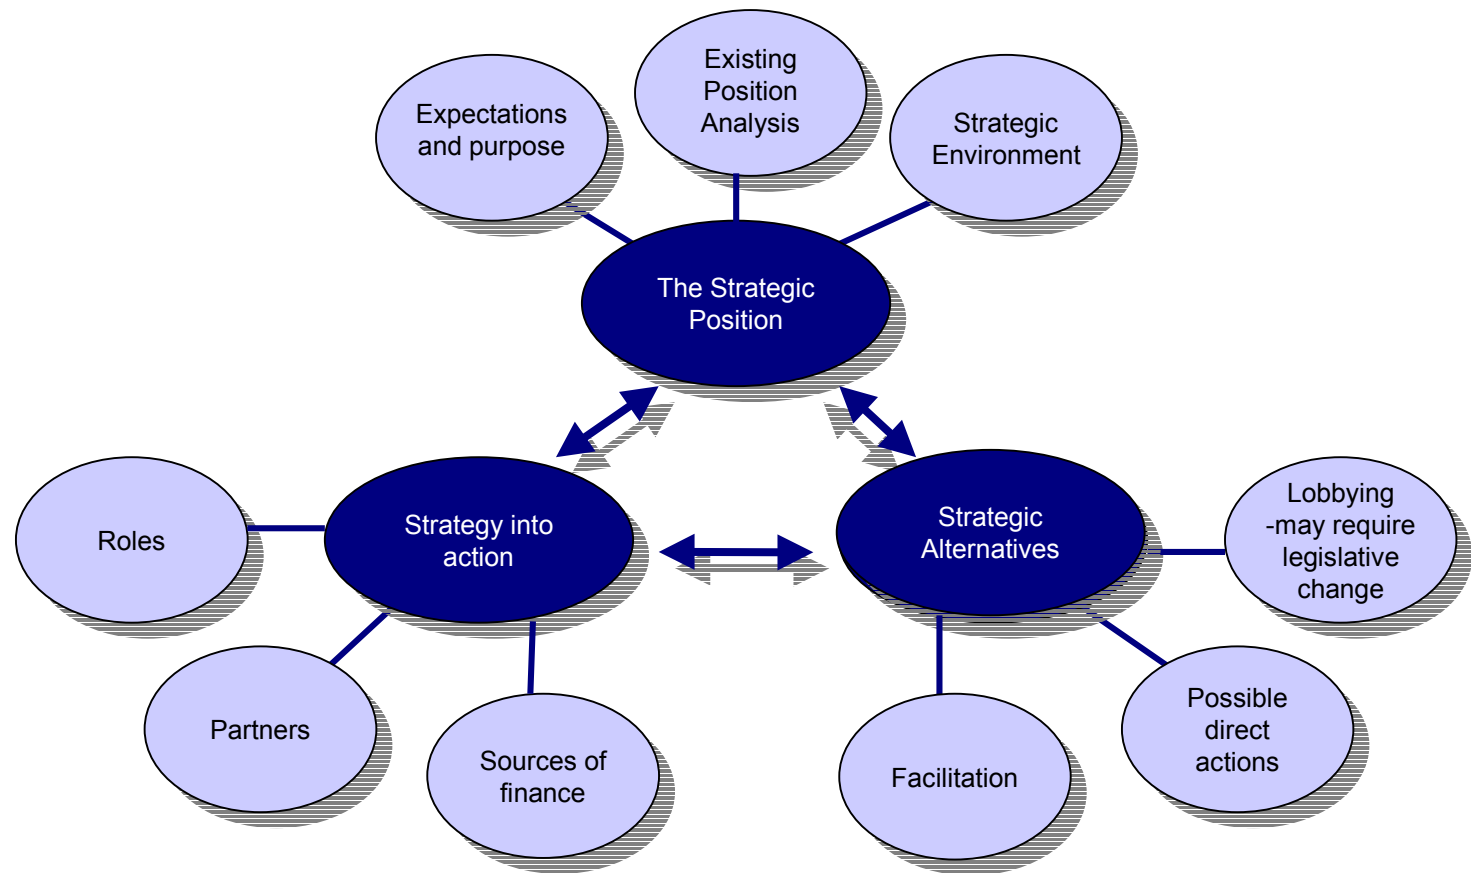 Existing
Position
Analysis
Expectations
and purpose
Strategic
Environment
The Strategic
Position
Strategy into
action
Strategic
Alternatives
Lobbying
-may require
legislative
change
Roles
Partners
Sources of
finance
Facilitation
Possible
direct
actions